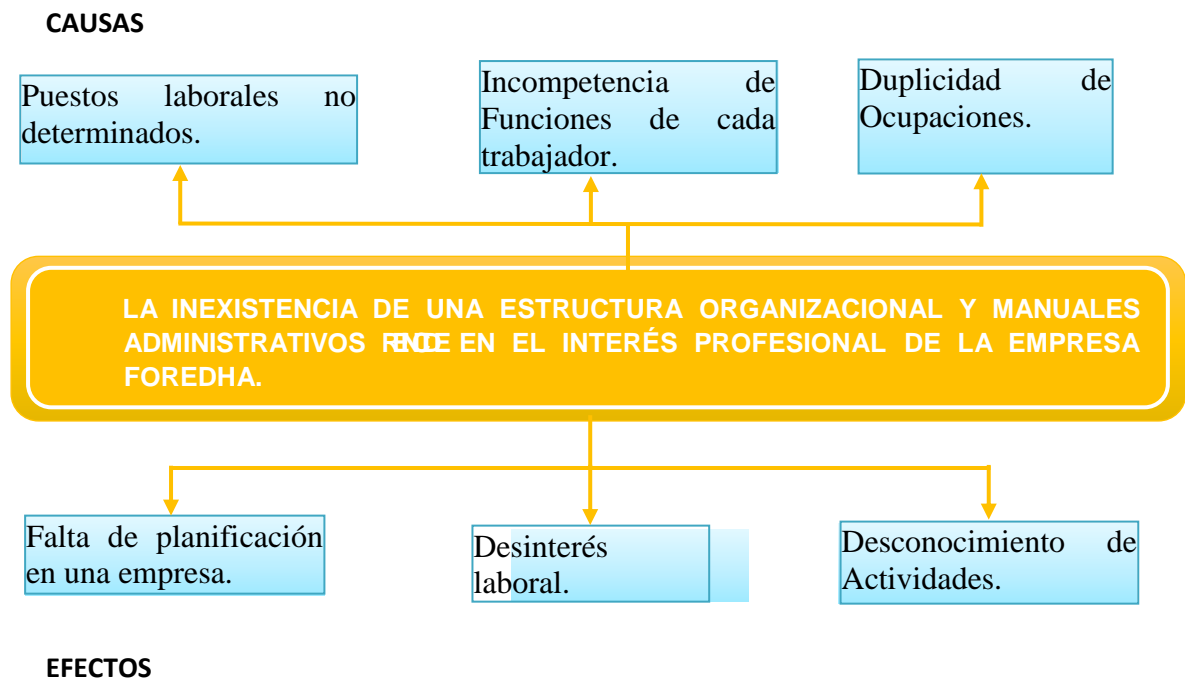 CAUSAS
Puestos laborales no
determinados.
Incompetencia de
Funciones de cada
trabajador.
Duplicidad de
Ocupaciones.
LA INEXISTENCIA DE UNA ESTRUCTURA ORGANIZACIONAL Y MANUALES
ADMINISTRATIVOS EN EL INTERÉS PROFESIONAL DE LA EMPRESA
FOREDHA.
Falta de planificación
en una empresa.
Desinterés
laboral.
Desconocimiento de
Actividades.
EFECTOS